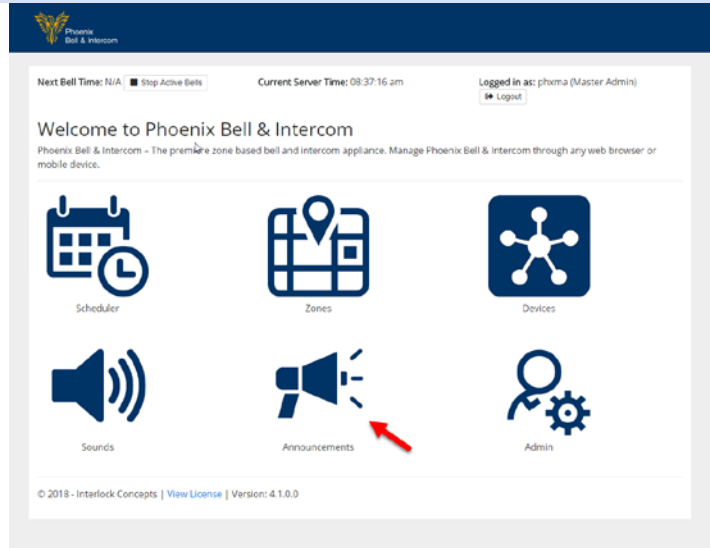 Phoenix
Bell & Intercom
Next Bell Time: N/A Stop Active Bells Current Server Time: 08:37:16 am Logged in as: phxma (Master Admin)
Logout
Welcome to Phoenix Bell & Intercom
Phoenix Bell & Intercom – The premiere zone based bell and intercom appliance. Manage Phoenix Bell & Intercom through any web browser or
mobile device.
Scheduler Zones Devices
Sounds Announcements Admin
© 2018 - Interlock Concepts | View License | Version: 4.1.0.0